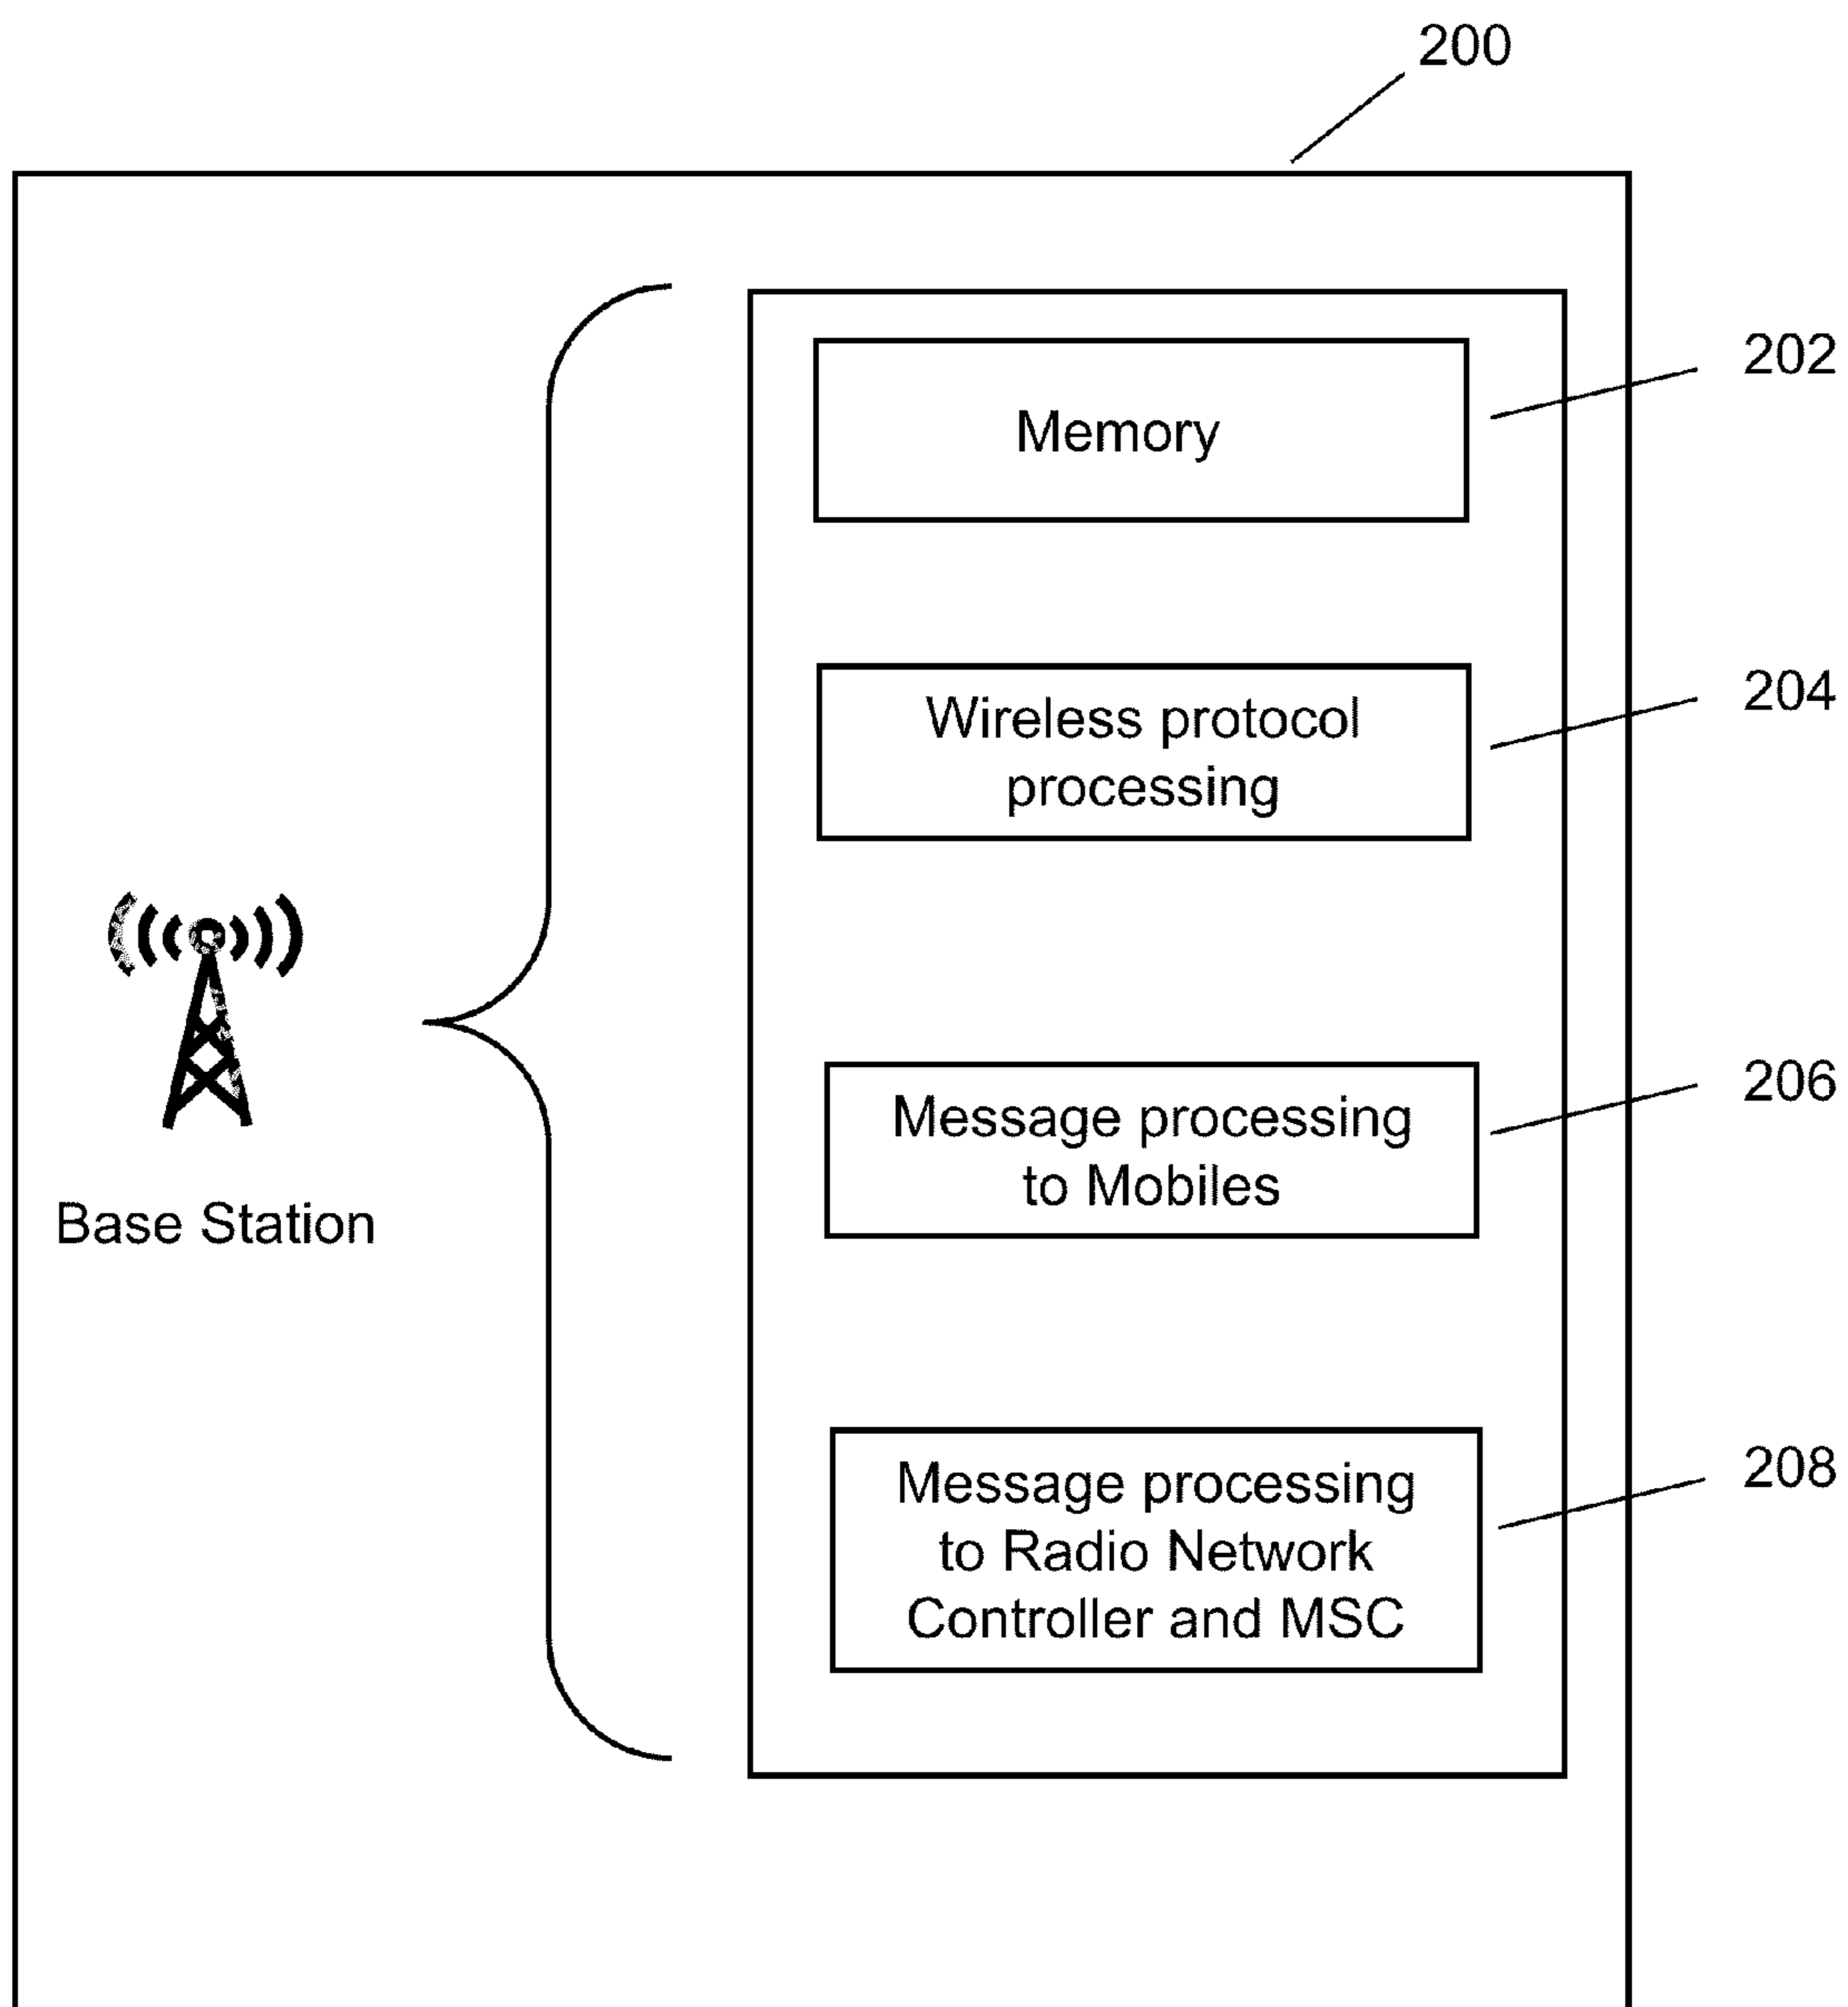 200
Memory
202
Wireless protocol
processing
204
Base Station
Message processing
to Mobiles
206
Message processing
to Radio Network
Controller and MSC
208